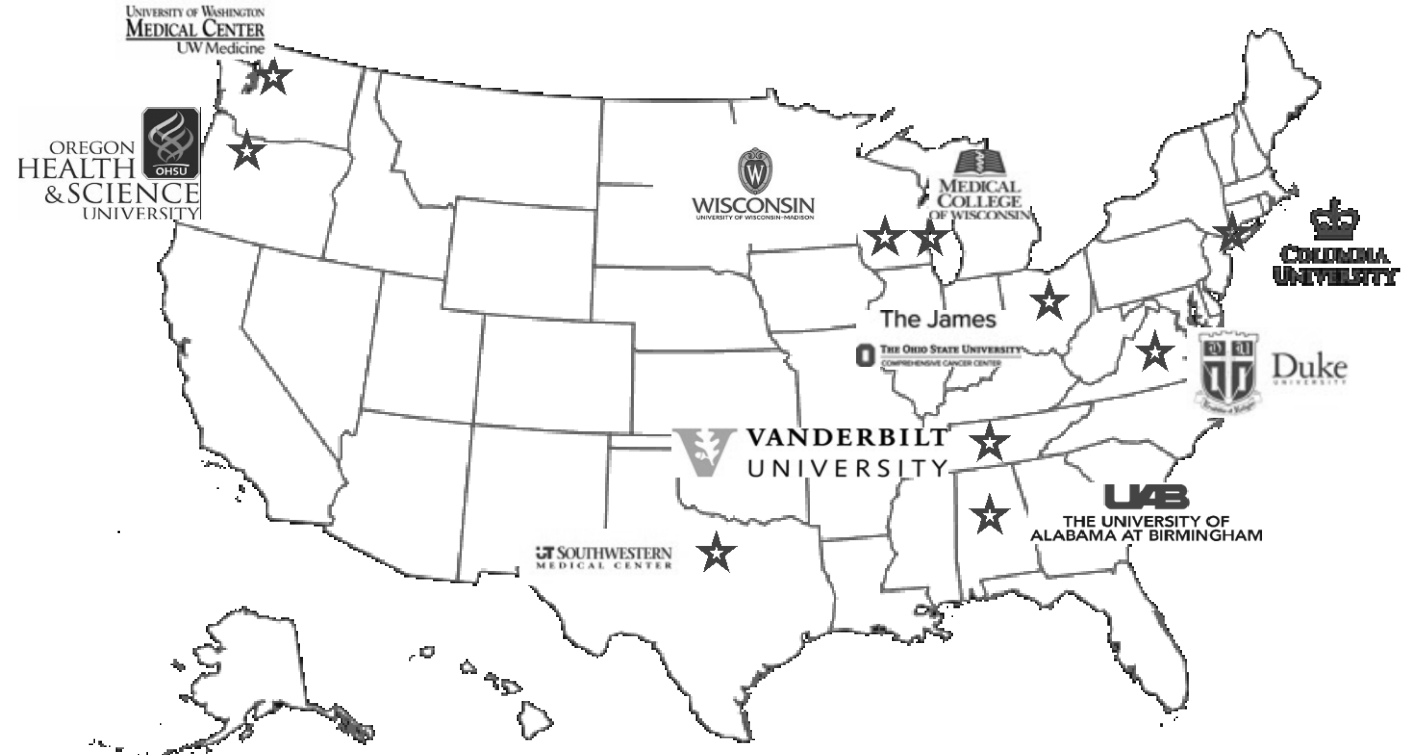 UNIVERSITY OF WASHINGTON
MEDICAL CENTER
UW Medicine
OREGON
HEALTH
&SCIENCE
UNIVERSITY
OHSU
W
WISCONSIN
UNIVERSITY OF WISCONSIN-MADISON
MEDICAL
COLLEGE
OF WISCONSIN
COLUMBIA
UNIVERSITY
The James
THE OHIO STATE UNIVERSITY
COMPREHENSIVE CANCER CENTER
Duke
UNIVERSITY
V
VANDERBILT
UNIVERSITY
UAB
THE UNIVERSITY OF
ALABAMA AT BIRMINGHAM
UT SOUTHWESTERN
MEDICAL CENTER